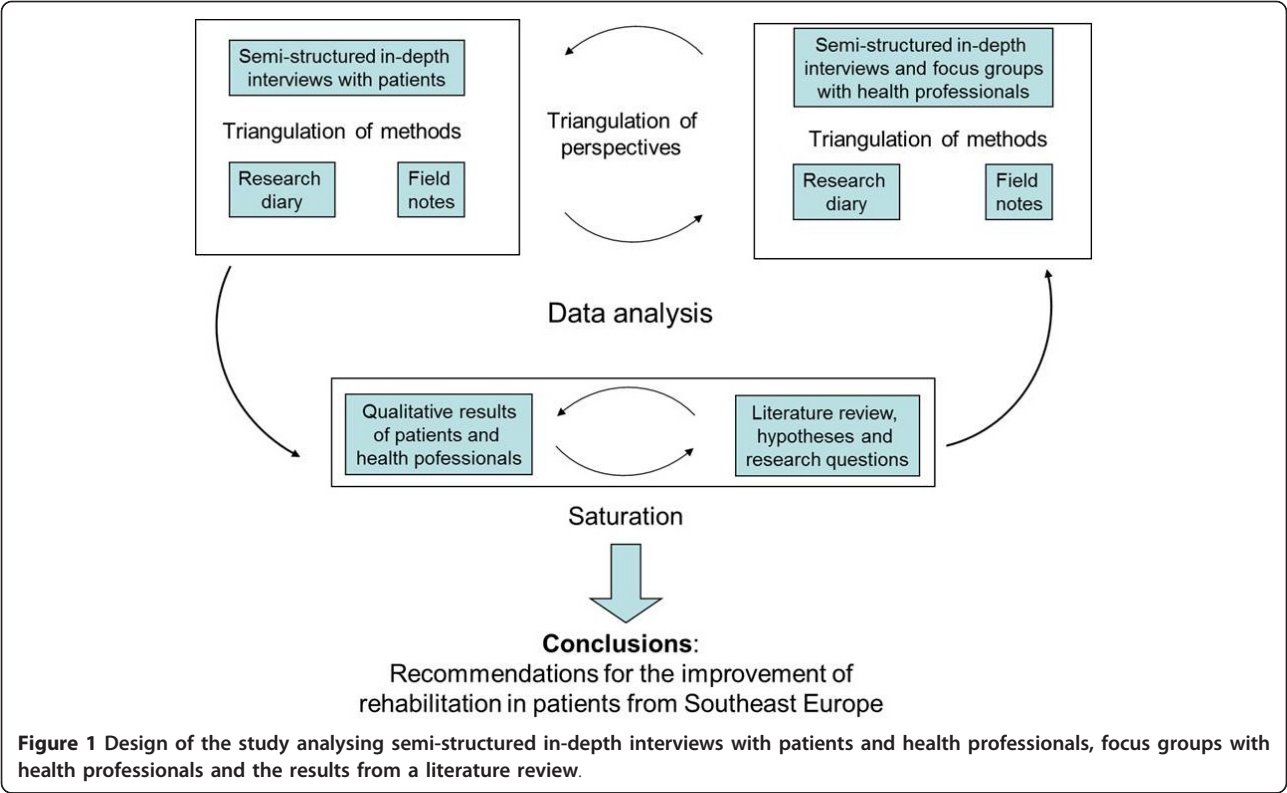 Semi-structured in-depth
interviews with patients
Triangulation of methods
Research
diary
Field
notes
Triangulation of
perspectives
Semi-structured in-depth
interviews and focus groups
with health professionals
Triangulation of methods
Research
diary
Field
notes
Data analysis
Qualitative results
of patients and
health pofessionals
Literature review,
hypotheses and
research questions
Saturation
Conclusions:
Recommendations for the improvement of
rehabilitation in patients from Southeast Europe
Figure 1 Design of the study analysing semi-structured in-depth interviews with patients and health professionals, focus groups with
health professionals and the results from a literature review.